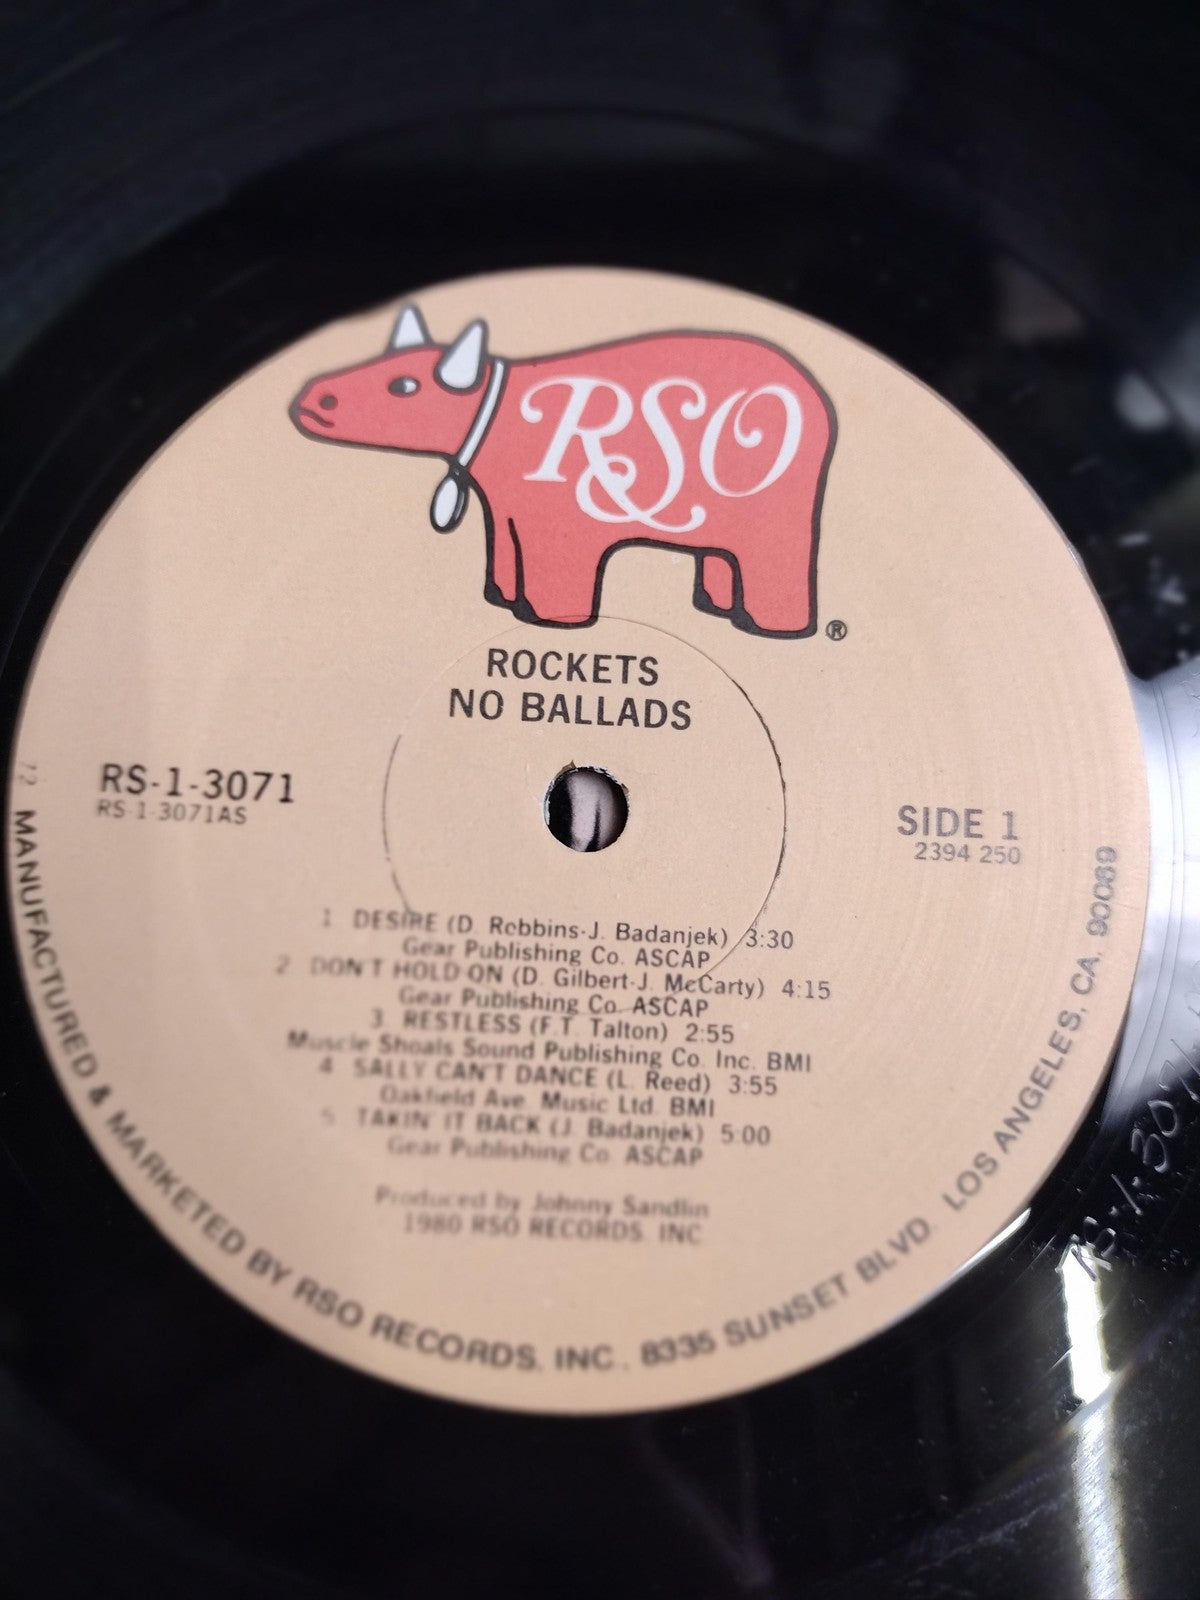 RSO
®
ROCKETS
NO BALLADS
RS-1-3071
RS-1-3071AS
SIDE 1
2394 250
1 DESIRE (D. Robbins-J. Badanjek) 3:30
Gear Publishing Co. ASCAP
2 DON'T HOLD ON (D. Gilbert-J. McCarty) 4:15
Gear Publishing Co. ASCAP
3 RESTLESS (F.T. Talton) 2:55
Muscle Shoals Sound Publishing Co. Inc. BMI
4 SALLY CAN'T DANCE (L. Reed) 3:55
Oakfield Ave. Music Ltd. BMI
5 TAKIN' IT BACK (J. Badanjek) 5:00
Gear Publishing Co. ASCAP
Produced by Johnny Sandlin
1980 RSO RECORDS, INC
72 MANUFACTURED & MARKETED BY RSO RECORDS, INC., 8335 SUNSET BLVD. LOS ANGELES, CA. 90069